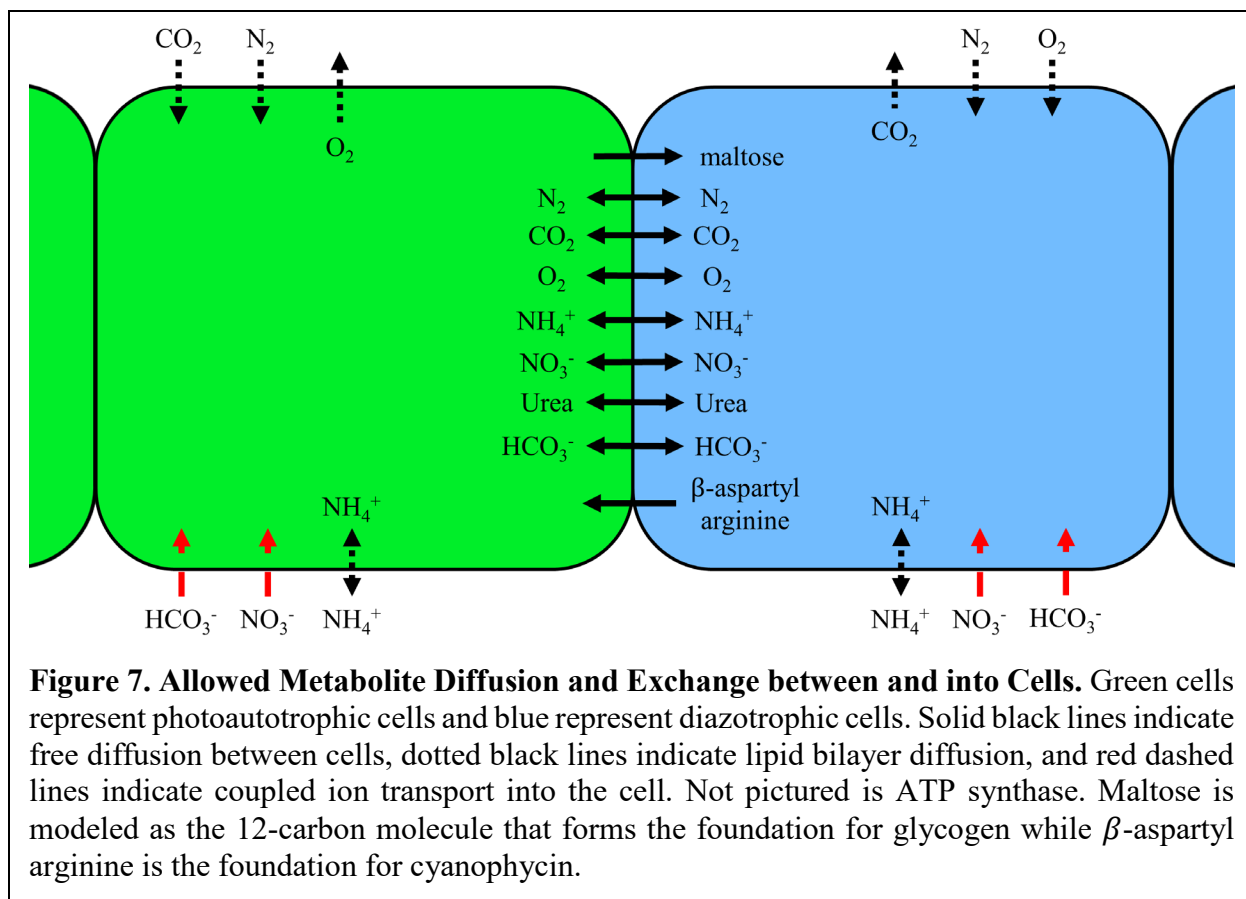 CO₂ N₂ N₂ O₂
O₂ CO₂
maltose
N₂ N₂
CO₂ CO₂
O₂ O₂
NH₄⁺ NH₄⁺
NO₃⁻ NO₃⁻
Urea Urea
HCO₃⁻ HCO₃⁻
β-aspartyl
arginine
NH₄⁺ NH₄⁺
HCO₃⁻ NO₃⁻ NH₄⁺ NH₄⁺ NO₃⁻ HCO₃⁻
Figure 7. Allowed Metabolite Diffusion and Exchange between and into Cells. Green cells
represent photoautotrophic cells and blue represent diazotrophic cells. Solid black lines indicate
free diffusion between cells, dotted black lines indicate lipid bilayer diffusion, and red dashed
lines indicate coupled ion transport into the cell. Not pictured is ATP synthase. Maltose is
modeled as the 12-carbon molecule that forms the foundation for glycogen while β-aspartyl
arginine is the foundation for cyanophycin.